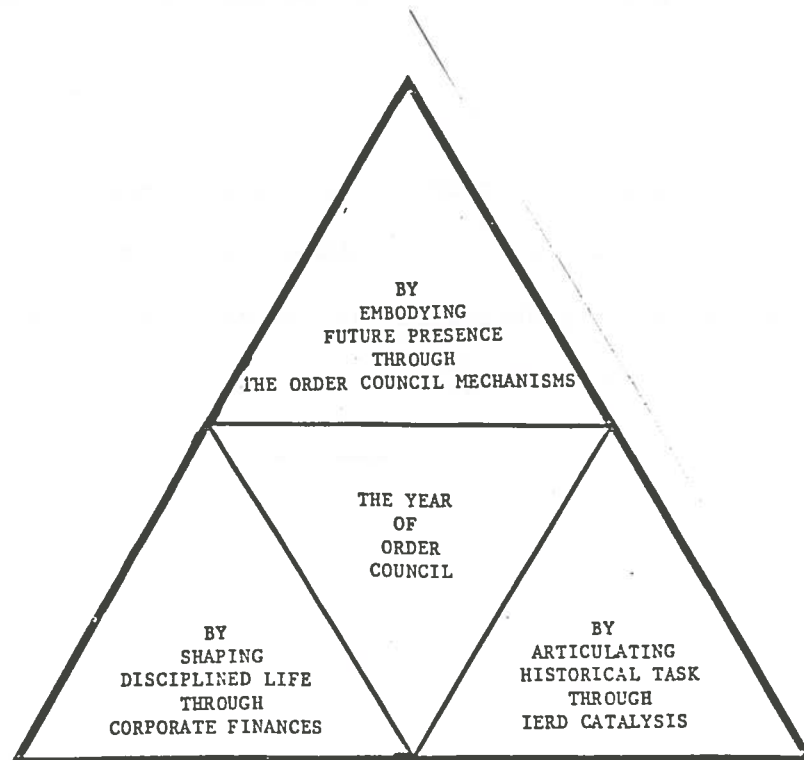 BY
EMBODYING
FUTURE PRESENCE
THROUGH
THE ORDER COUNCIL MECHANISMS
THE YEAR
OF
ORDER
COUNCIL
BY
SHAPING
DISCIPLINED LIFE
THROUGH
CORPORATE FINANCES
BY
ARTICULATING
HISTORICAL TASK
THROUGH
IERD CATALYSIS